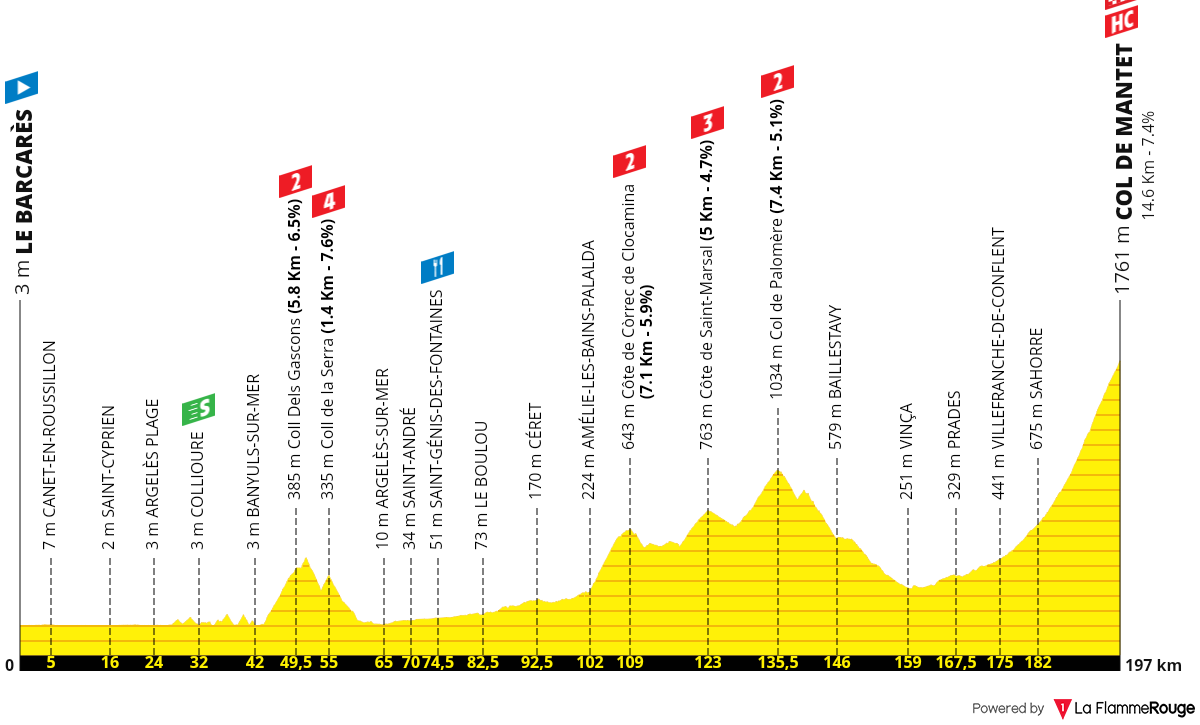 3 m LE BARCARÈS
7 m CANET-EN-ROUSSILLON
2 m SAINT-CYPRIEN
3 m ARGELÈS PLAGE
S
3 m COLLIOURE
3 m BANYULS-SUR-MER
2
385 m Coll Dels Gascons (5.8 Km - 6.5%)
4
335 m Coll de la Serra (1.4 Km - 7.6%)
10 m ARGELÈS-SUR-MER
34 m SAINT-ANDRÉ
51 m SAINT-GÉNIS-DES-FONTAINES
73 m LE BOULOU
170 m CÉRET
224 m AMÉLIE-LES-BAINS-PALALDA
2
643 m Côte de Còrrec de Clocamina
(7.1 Km - 5.9%)
3
763 m Côte de Saint-Marsal (5 Km - 4.7%)
2
1034 m Col de Palomère (7.4 Km - 5.1%)
579 m BAILLESTAVY
251 m VINÇA
329 m PRADES
441 m VILLEFRANCHE-DE-CONFLENT
675 m SAHORRE
HC
1761 m COL DE MANTET
14.6 Km - 7.4%
0 5 16 24 32 42 49,5 55 65 70 74,5 82,5 92,5 102 109 123 135,5 146 159 167,5 175 182 197 km
Powered by 1 La FlammeRouge